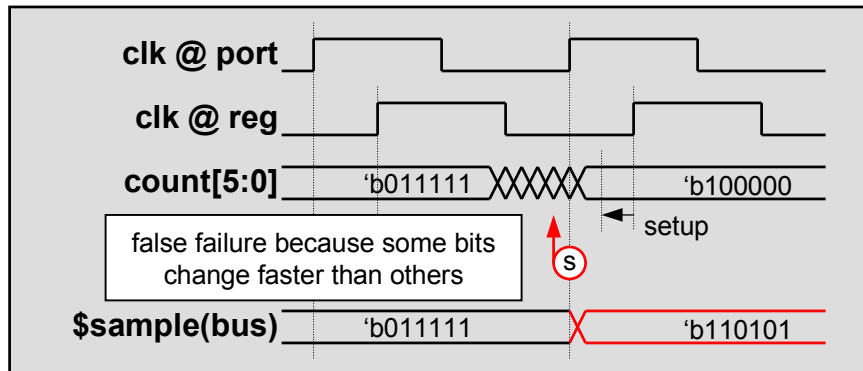 clk @ port
clk @ reg
count[5:0]
‘b011111
‘b100000
setup
false failure because some bits
change faster than others
S
$sample(bus)
‘b011111
‘b110101